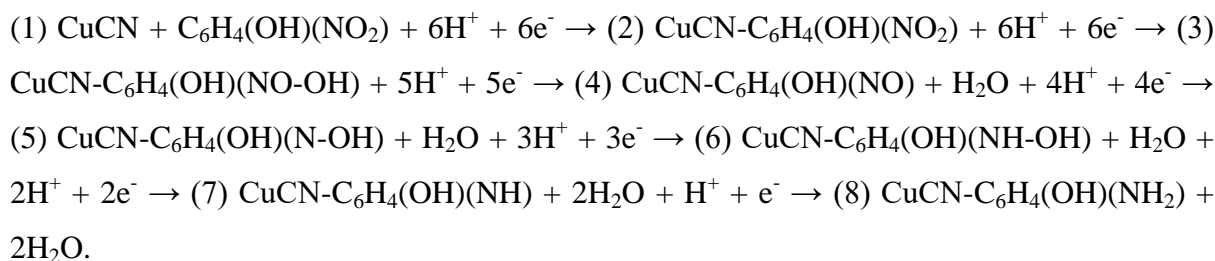 (1) CuCN + C₆H₄(OH)(NO₂) + 6H⁺ + 6e⁻ → (2) CuCN-C₆H₄(OH)(NO₂) + 6H⁺ + 6e⁻ → (3)
CuCN-C₆H₄(OH)(NO-OH) + 5H⁺ + 5e⁻ → (4) CuCN-C₆H₄(OH)(NO) + H₂O + 4H⁺ + 4e⁻ →
(5) CuCN-C₆H₄(OH)(N-OH) + H₂O + 3H⁺ + 3e⁻ → (6) CuCN-C₆H₄(OH)(NH-OH) + H₂O +
2H⁺ + 2e⁻ → (7) CuCN-C₆H₄(OH)(NH) + 2H₂O + H⁺ + e⁻ → (8) CuCN-C₆H₄(OH)(NH₂) +
2H₂O.